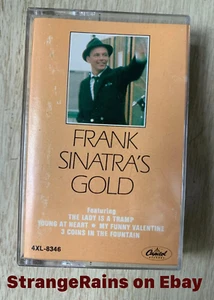 FRANK
SINATRA'S
GOLD
Featuring
THE LADY IS A TRAMP
YOUNG AT HEART ★ MY FUNNY VALENTINE
3 COINS IN THE FOUNTAIN
4XL-8346
Capitol
StrangeRains on Ebay